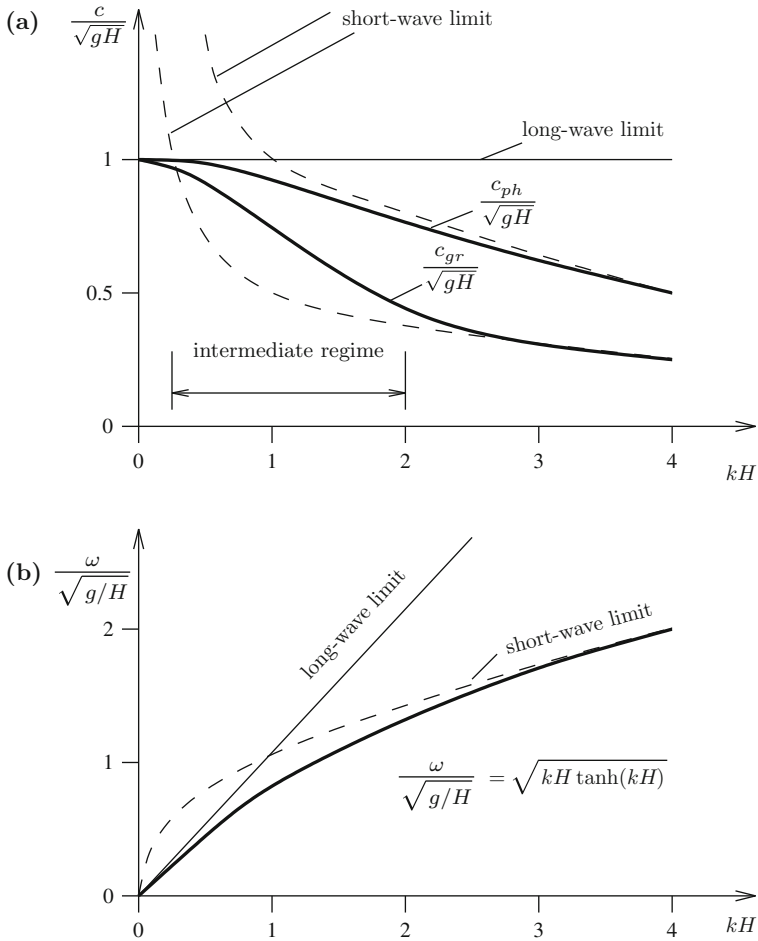 (a)
c
√gH
short-wave limit
long-wave limit
1
c_ph
√gH
c_gr
√gH
0.5
intermediate regime
0
0 1 2 3 4
kH
(b)
ω
√g/H
long-wave limit
short-wave limit
2
1
ω/√g/H = √kH tanh(kH)
0
0 1 2 3 4
kH